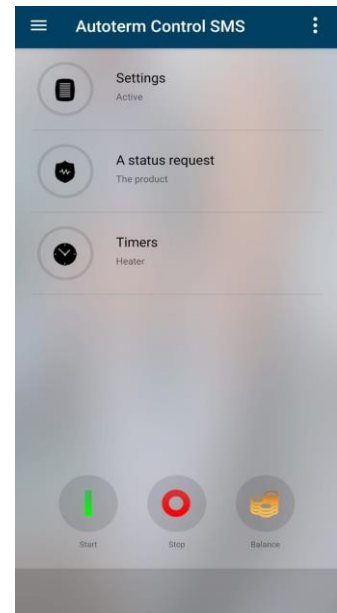 Autoterm Control SMS
Settings
Active
A status request
The product
Timers
Heater
Start
Stop
Balance